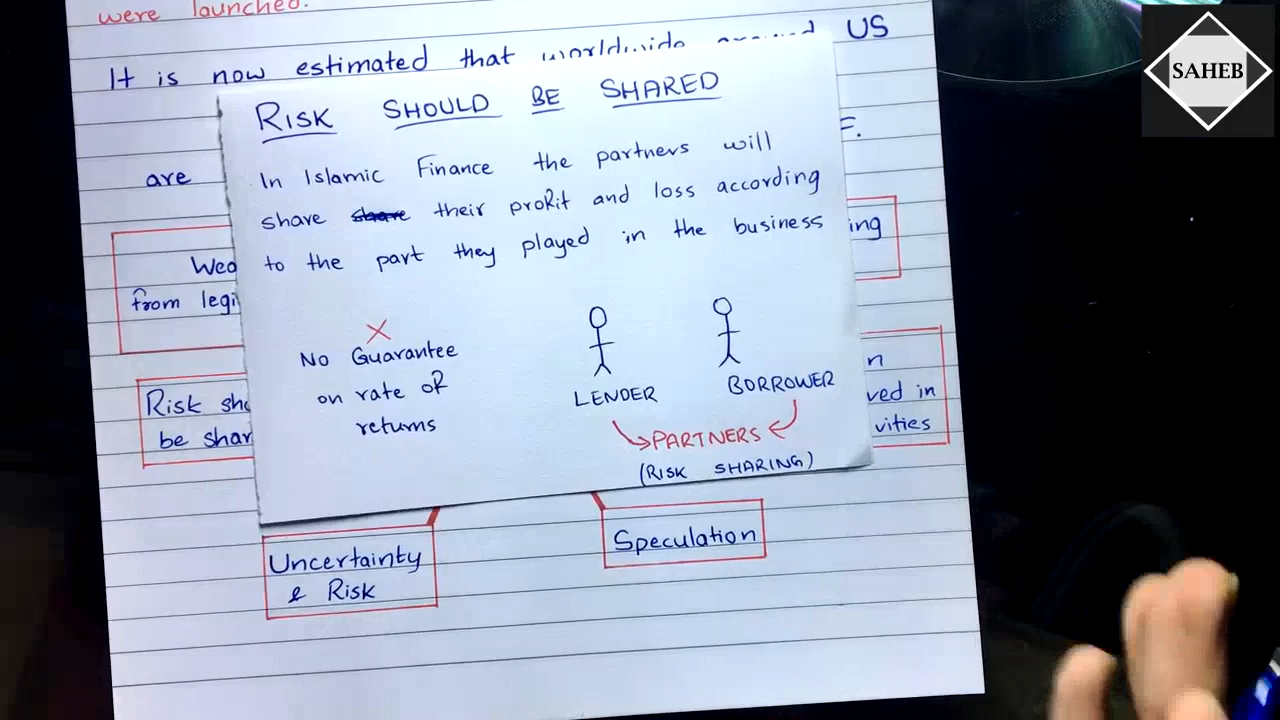 were launched.
It is now estimated that worldwide US
SAHEB
RISK SHOULD BE SHARED
are
In Islamic Finance the partners will
share share their profit and loss according
to the part they played in the business
ing
from legi
No Guarantee
on rate of
returns
LENDER
BORROWER
PARTNERS
(RISK SHARING)
Risk
be shar
n
ved in
vities
Uncertainty
& Risk
Speculation